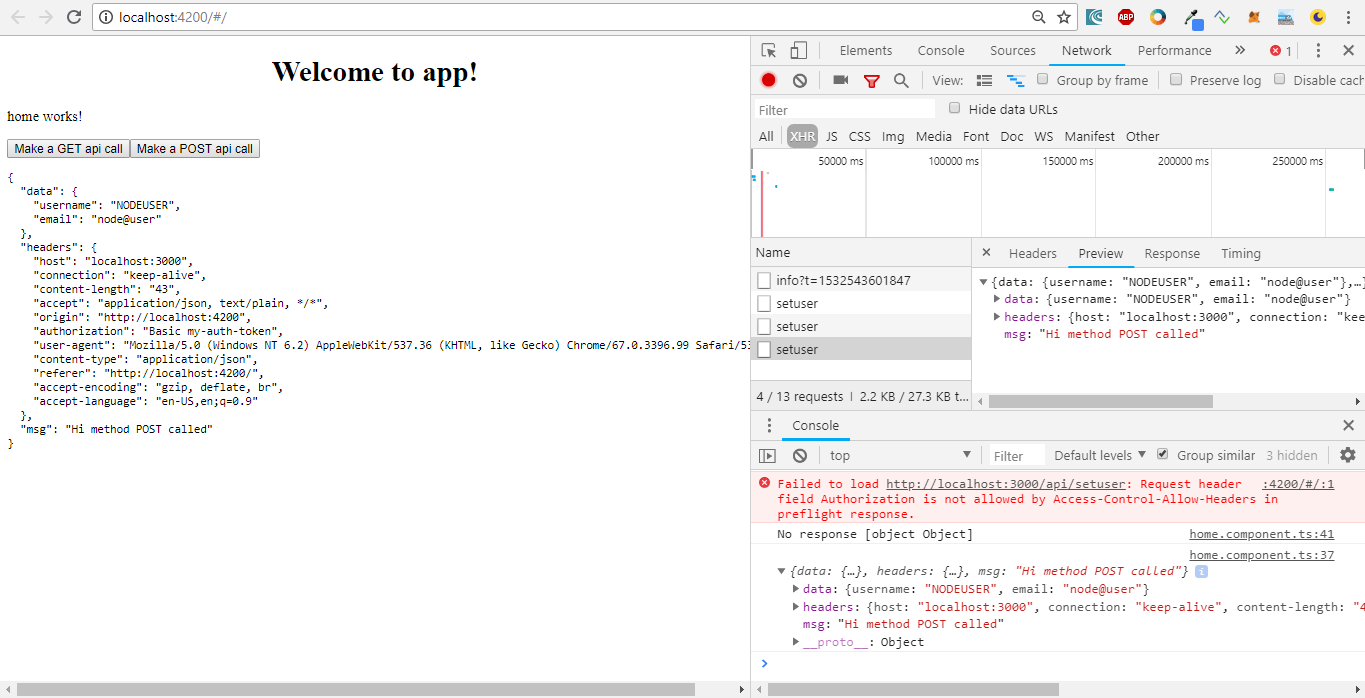 localhost:4200/#/
ABP
Welcome to app!
home works!
Make a GET api call Make a POST api call
{
  "data": {
    "username": "NODEUSER",
    "email": "node@user"
  },
  "headers": {
    "host": "localhost:3000",
    "connection": "keep-alive",
    "content-length": "43",
    "accept": "application/json, text/plain, */*",
    "origin": "http://localhost:4200",
    "authorization": "Basic my-auth-token",
    "user-agent": "Mozilla/5.0 (Windows NT 6.2) AppleWebKit/537.36 (KHTML, like Gecko) Chrome/67.0.3396.99 Safari/53
    "content-type": "application/json",
    "referer": "http://localhost:4200/",
    "accept-encoding": "gzip, deflate, br",
    "accept-language": "en-US,en;q=0.9"
  },
  "msg": "Hi method POST called"
}
Elements Console Sources Network Performance » 1
View: Group by frame Preserve log Disable cach
Filter Hide data URLs
All XHR JS CSS Img Media Font Doc WS Manifest Other
50000 ms 100000 ms 150000 ms 200000 ms 250000 ms
Name
info?t=1532543601847
setuser
setuser
setuser
4 / 13 requests | 2.2 KB / 27.3 KB t...
× Headers Preview Response Timing
▼{data: {username: "NODEUSER", email: "node@user"},…}
▶data: {username: "NODEUSER", email: "node@user"}
▶headers: {host: "localhost:3000", connection: "kee
msg: "Hi method POST called"
Console
top Filter Default levels Group similar 3 hidden
Failed to load http://localhost:3000/api/setuser: Request header :4200/#/:1
field Authorization is not allowed by Access-Control-Allow-Headers in
preflight response.
No response [object Object] home.component.ts:41
home.component.ts:37
▼{data: {…}, headers: {…}, msg: "Hi method POST called"} i
▶data: {username: "NODEUSER", email: "node@user"}
▶headers: {host: "localhost:3000", connection: "keep-alive", content-length: "4
msg: "Hi method POST called"
▶__proto__: Object
>